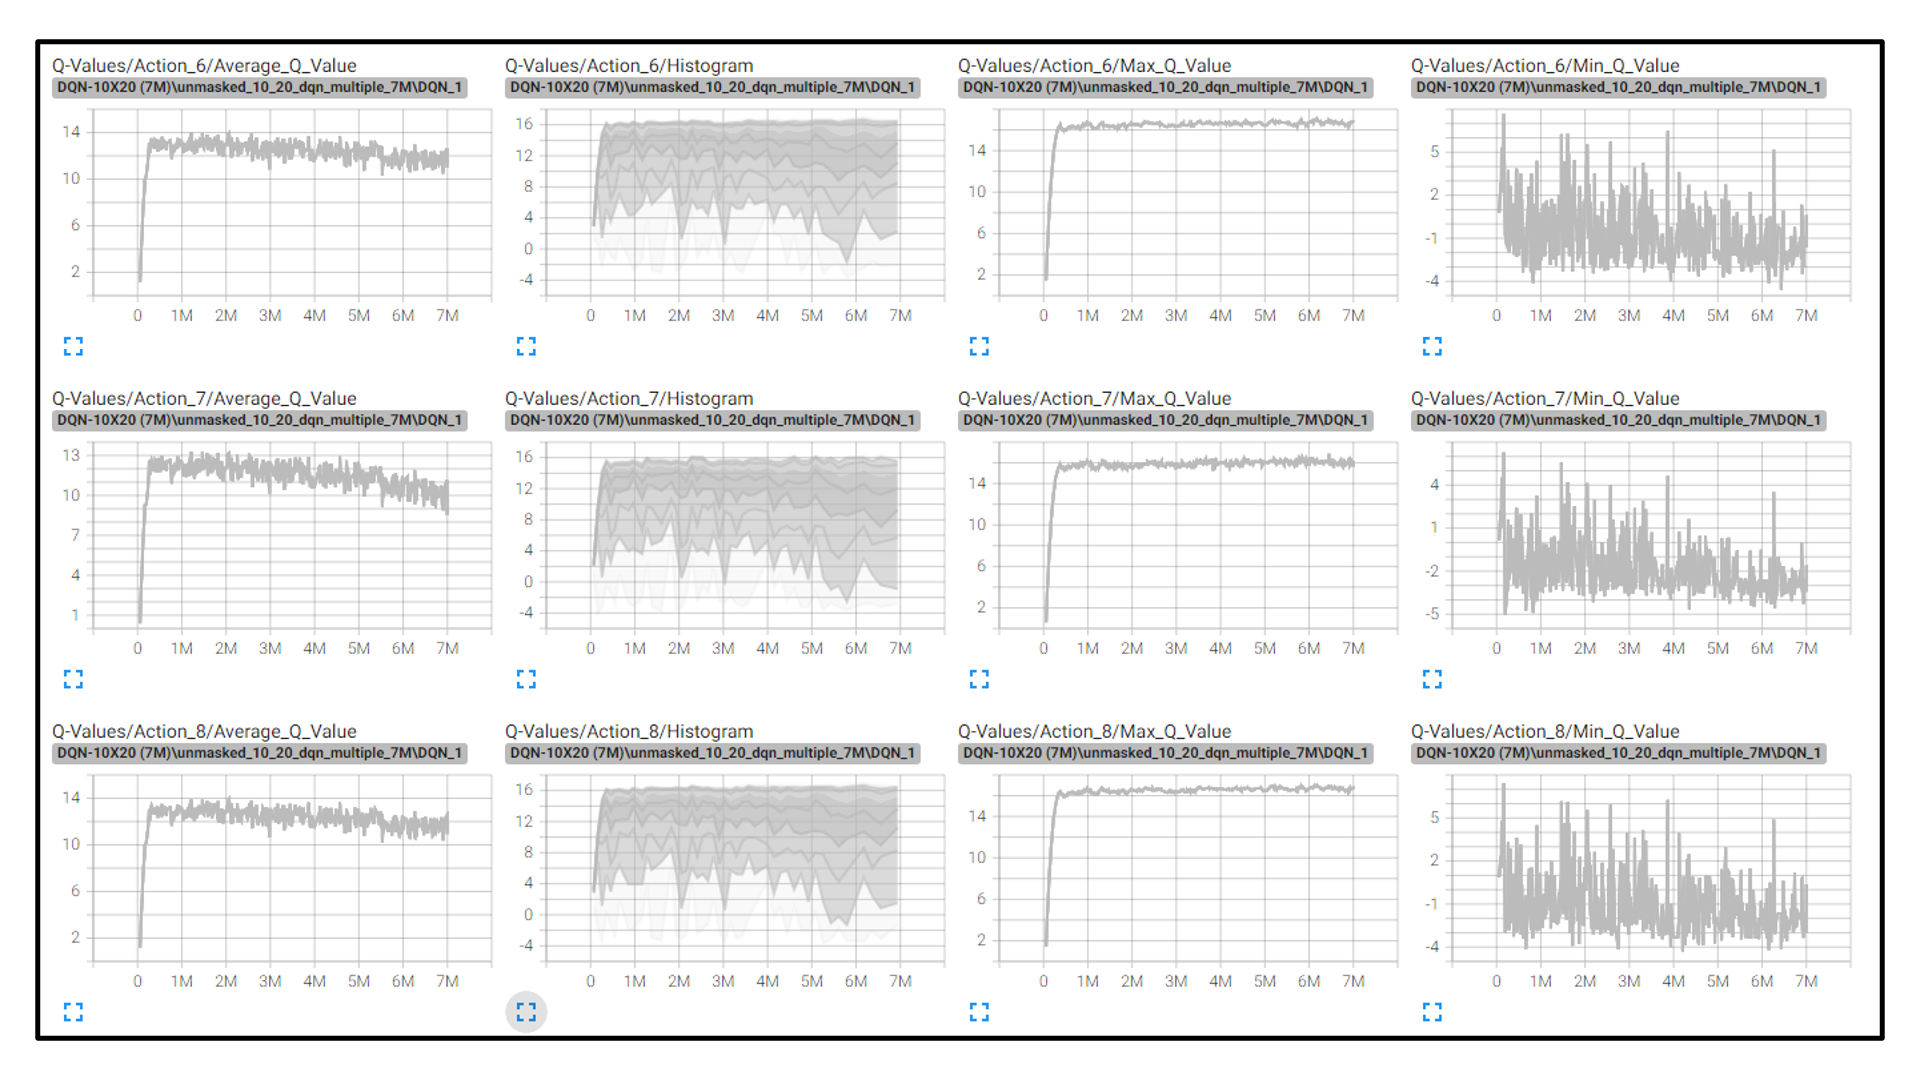 Q-Values/Action_6/Average_Q_Value
DQN-10X20 (7M)\unmasked_10_20_dqn_multiple_7M\DQN_1
14
10
6
2
0 1M 2M 3M 4M 5M 6M 7M
Q-Values/Action_6/Histogram
DQN-10X20 (7M)\unmasked_10_20_dqn_multiple_7M\DQN_1
16
12
8
4
0
-4
0 1M 2M 3M 4M 5M 6M 7M
Q-Values/Action_6/Max_Q_Value
DQN-10X20 (7M)\unmasked_10_20_dqn_multiple_7M\DQN_1
14
10
6
2
0 1M 2M 3M 4M 5M 6M 7M
Q-Values/Action_6/Min_Q_Value
DQN-10X20 (7M)\unmasked_10_20_dqn_multiple_7M\DQN_1
5
2
-1
-4
0 1M 2M 3M 4M 5M 6M 7M
Q-Values/Action_7/Average_Q_Value
DQN-10X20 (7M)\unmasked_10_20_dqn_multiple_7M\DQN_1
13
10
7
4
1
0 1M 2M 3M 4M 5M 6M 7M
Q-Values/Action_7/Histogram
DQN-10X20 (7M)\unmasked_10_20_dqn_multiple_7M\DQN_1
16
12
8
4
0
-4
0 1M 2M 3M 4M 5M 6M 7M
Q-Values/Action_7/Max_Q_Value
DQN-10X20 (7M)\unmasked_10_20_dqn_multiple_7M\DQN_1
14
10
6
2
0 1M 2M 3M 4M 5M 6M 7M
Q-Values/Action_7/Min_Q_Value
DQN-10X20 (7M)\unmasked_10_20_dqn_multiple_7M\DQN_1
4
1
-2
-5
0 1M 2M 3M 4M 5M 6M 7M
Q-Values/Action_8/Average_Q_Value
DQN-10X20 (7M)\unmasked_10_20_dqn_multiple_7M\DQN_1
14
10
6
2
0 1M 2M 3M 4M 5M 6M 7M
Q-Values/Action_8/Histogram
DQN-10X20 (7M)\unmasked_10_20_dqn_multiple_7M\DQN_1
16
12
8
4
0
-4
0 1M 2M 3M 4M 5M 6M 7M
Q-Values/Action_8/Max_Q_Value
DQN-10X20 (7M)\unmasked_10_20_dqn_multiple_7M\DQN_1
14
10
6
2
0 1M 2M 3M 4M 5M 6M 7M
Q-Values/Action_8/Min_Q_Value
DQN-10X20 (7M)\unmasked_10_20_dqn_multiple_7M\DQN_1
5
2
-1
-4
0 1M 2M 3M 4M 5M 6M 7M